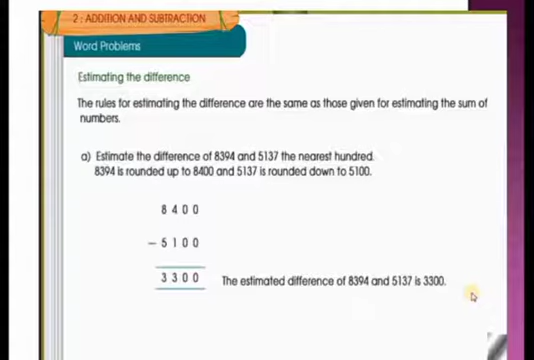 2 : ADDITION AND SUBTRACTION
Word Problems
Estimating the difference
The rules for estimating the difference are the same as those given for estimating the sum of
numbers.
a) Estimate the difference of 8394 and 5137 the nearest hundred.
8394 is rounded up to 8400 and 5137 is rounded down to 5100.
8 4 0 0
− 5 1 0 0
3 3 0 0 The estimated difference of 8394 and 5137 is 3300.